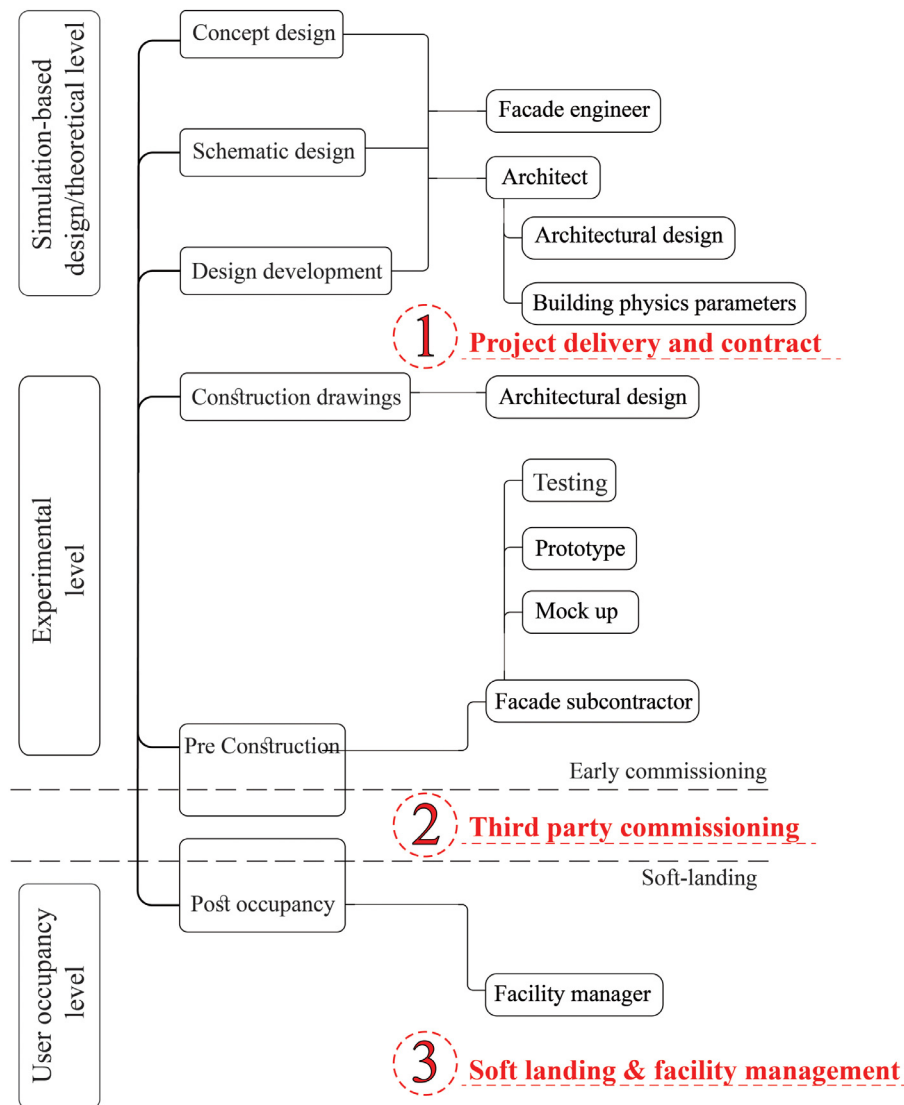 Simulation-based
design/theoretical level
Concept design
Facade engineer
Schematic design
Architect
Architectural design
Design development
Building physics parameters
1 Project delivery and contract
Experimental
level
Construction drawings
Architectural design
Testing
Prototype
Mock up
Facade subcontractor
Pre Construction
Early commissioning
2 Third party commissioning
Soft-landing
User occupancy
level
Post occupancy
Facility manager
3 Soft landing & facility management